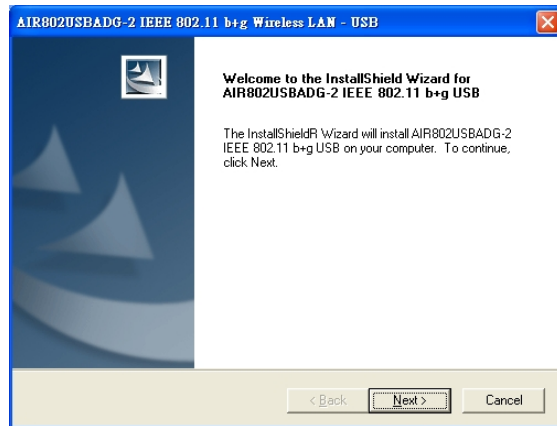 AIR802USBADG-2 IEEE 802.11 b+g Wireless LAN - USB
Welcome to the InstallShield Wizard for
AIR802USBADG-2 IEEE 802.11 b+g USB
The InstallShieldR Wizard will install AIR802USBADG-2
IEEE 802.11 b+g USB on your computer. To continue,
click Next.
< Back
Next >
Cancel